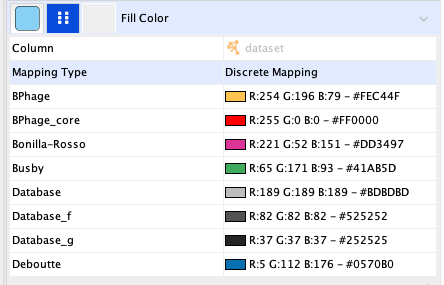 Fill Color
Column dataset
Mapping Type Discrete Mapping
BPhage R:254 G:196 B:79 – #FEC44F
BPhage_core R:255 G:0 B:0 – #FF0000
Bonilla-Rosso R:221 G:52 B:151 – #DD3497
Busby R:65 G:171 B:93 – #41AB5D
Database R:189 G:189 B:189 – #BDBDBD
Database_f R:82 G:82 B:82 – #525252
Database_g R:37 G:37 B:37 – #252525
Deboutte R:5 G:112 B:176 – #0570B0